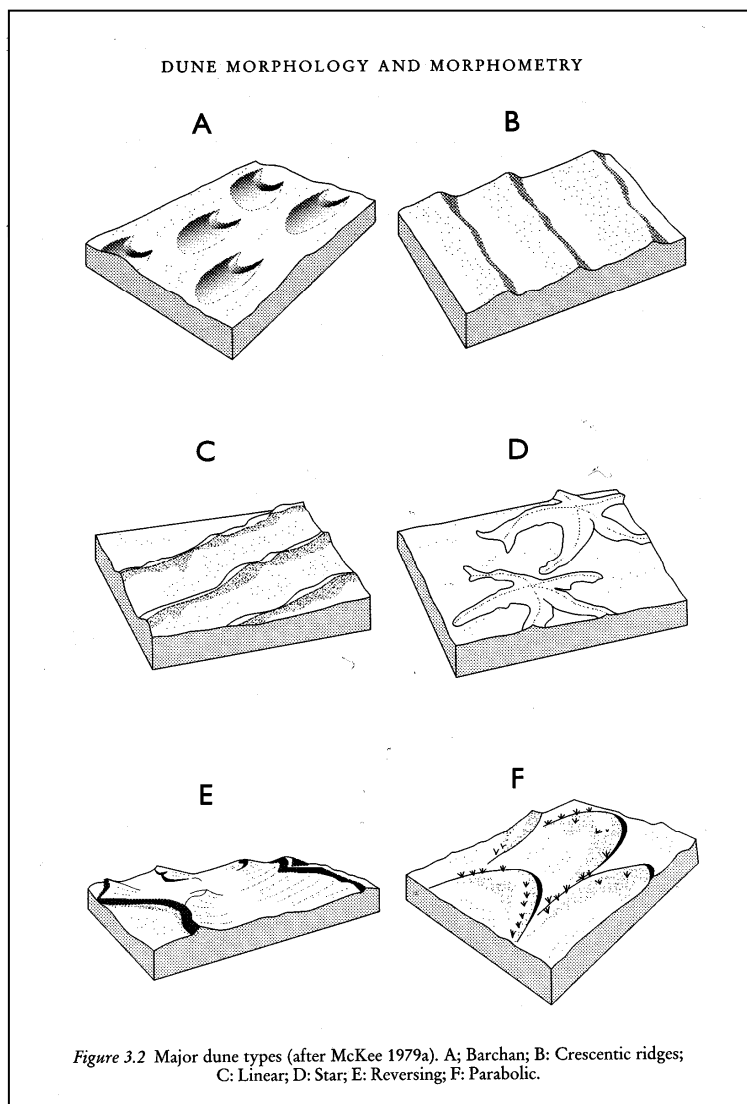 DUNE MORPHOLOGY AND MORPHOMETRY
A
B
C
D
E
F
Figure 3.2 Major dune types (after McKee 1979a). A; Barchan; B: Crescentic ridges;
C: Linear; D: Star; E: Reversing; F: Parabolic.